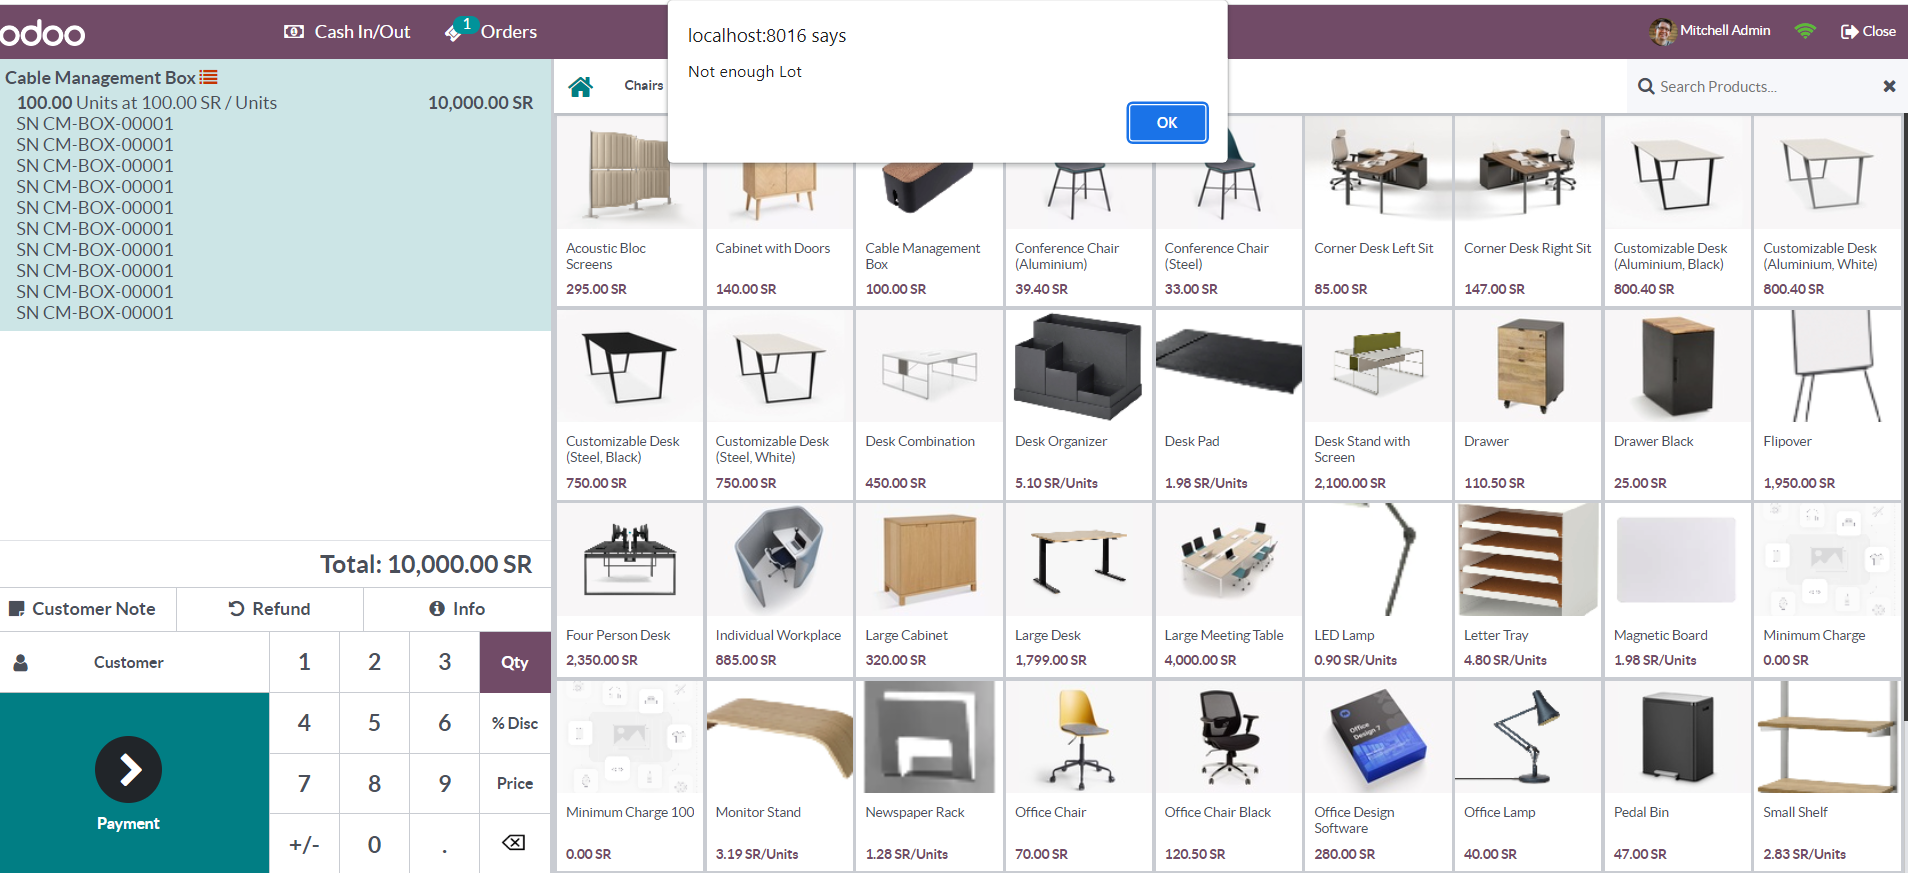 odoo
Cash In/Out
1
Orders
localhost:8016 says
Not enough Lot
OK
Mitchell Admin
Close
Cable Management Box
100.00 Units at 100.00 SR / Units
10,000.00 SR
SN CM-BOX-00001
SN CM-BOX-00001
SN CM-BOX-00001
SN CM-BOX-00001
SN CM-BOX-00001
SN CM-BOX-00001
SN CM-BOX-00001
SN CM-BOX-00001
SN CM-BOX-00001
SN CM-BOX-00001
Total: 10,000.00 SR
Customer Note
Refund
Info
Customer
1
2
3
Qty
4
5
6
% Disc
7
8
9
Price
+/-
0
.
Payment
Chairs
Search Products...
Acoustic Bloc
Screens
295.00 SR
Cabinet with Doors
140.00 SR
Cable Management
Box
100.00 SR
Conference Chair
(Aluminium)
39.40 SR
Conference Chair
(Steel)
33.00 SR
Corner Desk Left Sit
85.00 SR
Corner Desk Right Sit
147.00 SR
Customizable Desk
(Aluminium, Black)
800.40 SR
Customizable Desk
(Aluminium, White)
800.40 SR
Customizable Desk
(Steel, Black)
750.00 SR
Customizable Desk
(Steel, White)
750.00 SR
Desk Combination
450.00 SR
Desk Organizer
5.10 SR/Units
Desk Pad
1.98 SR/Units
Desk Stand with
Screen
2,100.00 SR
Drawer
110.50 SR
Drawer Black
25.00 SR
Flipover
1,950.00 SR
Four Person Desk
2,350.00 SR
Individual Workplace
885.00 SR
Large Cabinet
320.00 SR
Large Desk
1,799.00 SR
Large Meeting Table
4,000.00 SR
LED Lamp
0.90 SR/Units
Letter Tray
4.80 SR/Units
Magnetic Board
1.98 SR/Units
Minimum Charge
0.00 SR
Minimum Charge 100
0.00 SR
Monitor Stand
3.19 SR/Units
Newspaper Rack
1.28 SR/Units
Office Chair
70.00 SR
Office Chair Black
120.50 SR
Office
Design 7
Office Design
Software
280.00 SR
Office Lamp
40.00 SR
Pedal Bin
47.00 SR
Small Shelf
2.83 SR/Units